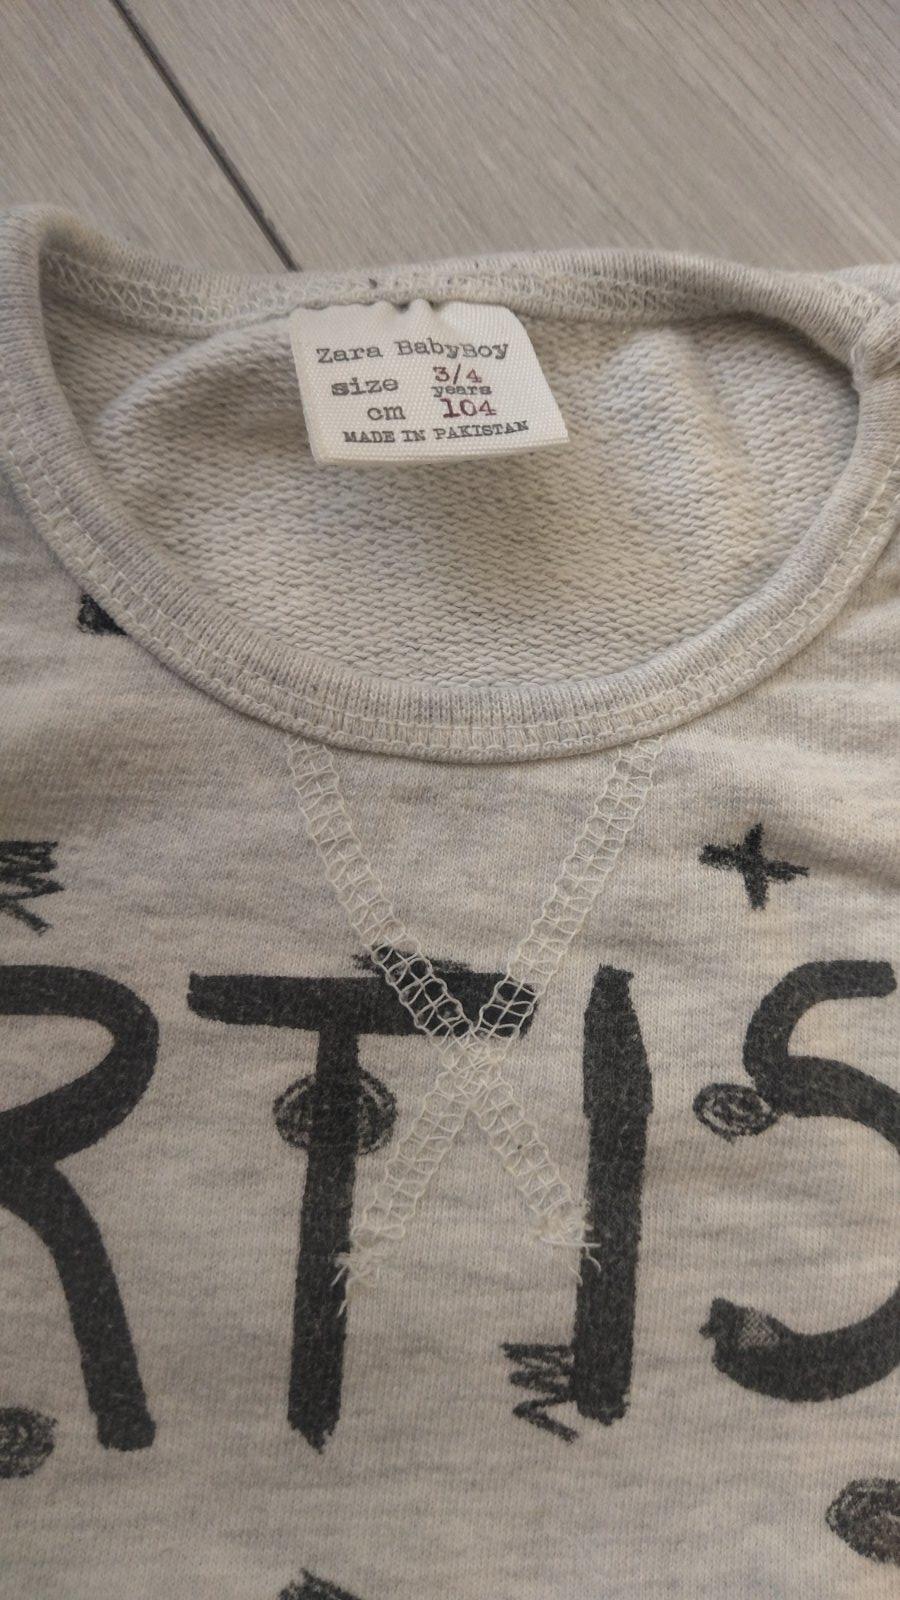 Zara BabyBoy
size 3/4
years
cm 104
MADE IN PAKISTAN
RTIS